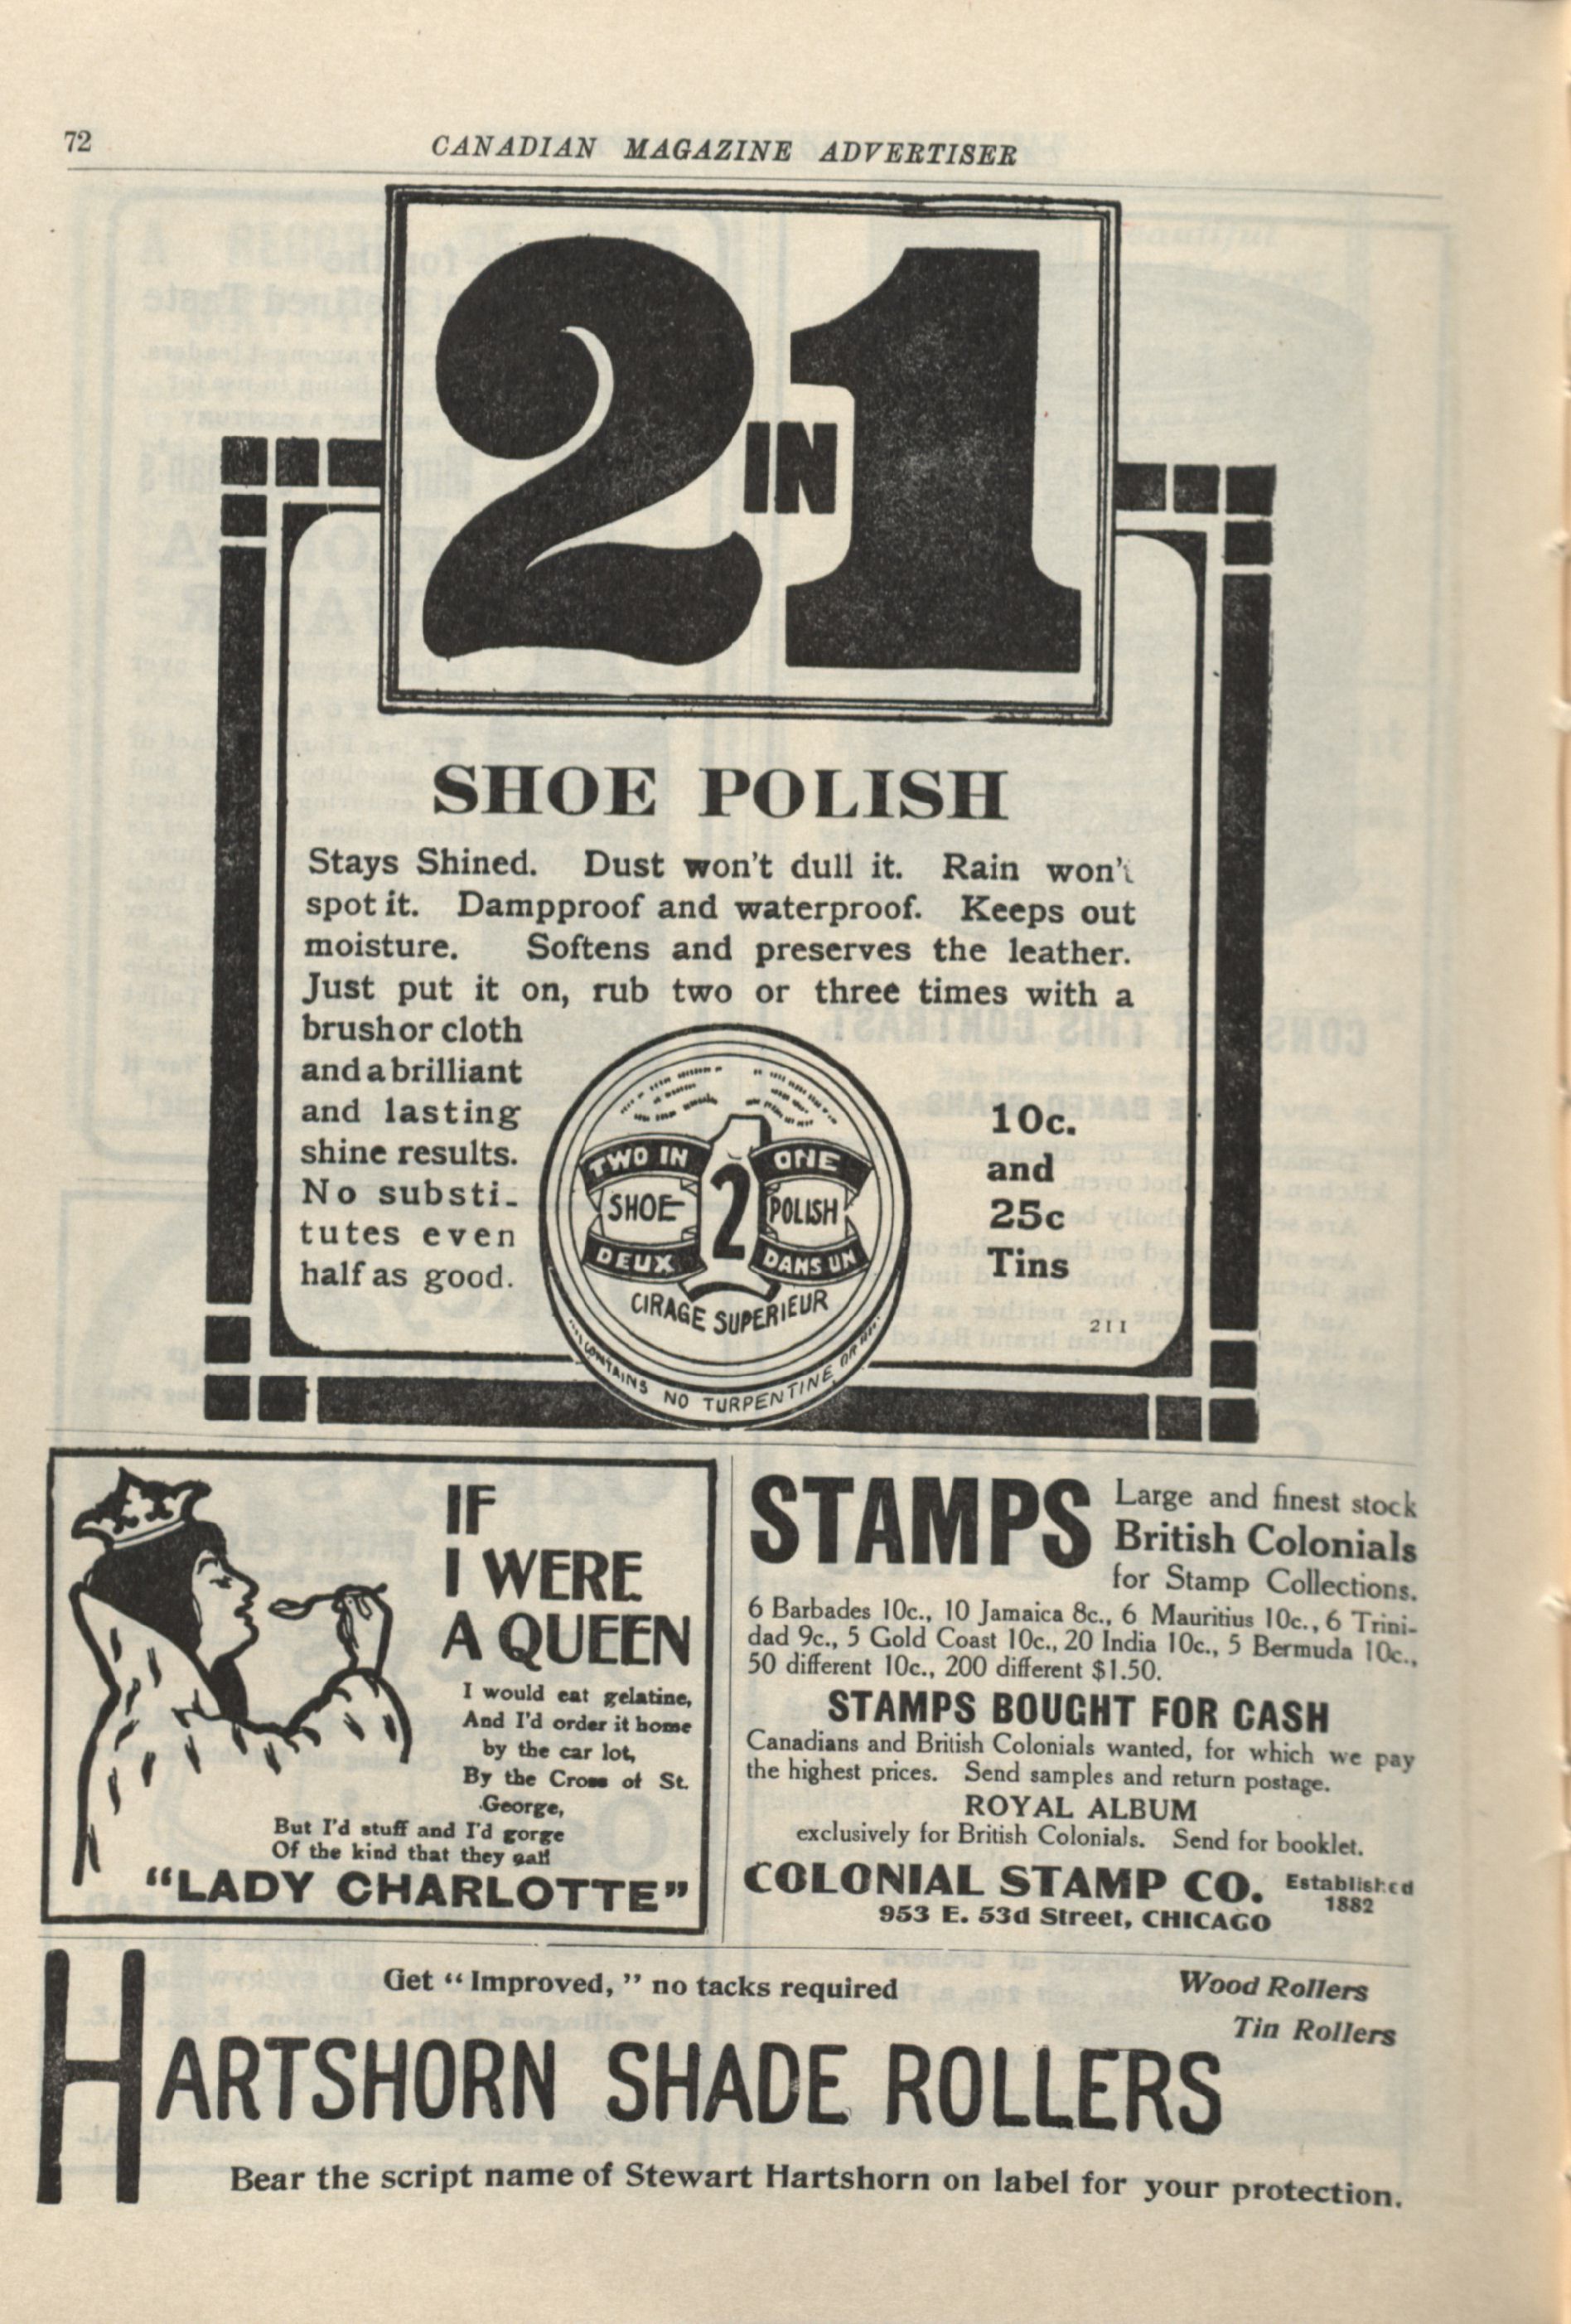 72
CANADIAN MAGAZINE ADVERTISER
2 IN 1
SHOE POLISH
Stays Shined. Dust won't dull it. Rain won't
spot it. Dampproof and waterproof. Keeps out
moisture. Softens and preserves the leather.
Just put it on, rub two or three times with a
brush or cloth
and a brilliant
and lasting
shine results.
No substi-
tutes even
half as good.
TWO IN ONE
SHOE 2 POLISH
DEUX DANS UN
CIRAGE SUPERIEUR
CONTAINS NO TURPENTINE OR
10c.
and
25c
Tins
211
IF
I WERE
A QUEEN
I would eat gelatine,
And I'd order it home
by the car lot,
By the Cross of St.
George,
But I'd stuff and I'd gorge
Of the kind that they call
"LADY CHARLOTTE"
STAMPS
Large and finest stock
British Colonials
for Stamp Collections.
6 Barbades 10c., 10 Jamaica 8c., 6 Mauritius 10c., 6 Trini-
dad 9c., 5 Gold Coast 10c., 20 India 10c., 5 Bermuda 10c.,
50 different 10c., 200 different $1.50.
STAMPS BOUGHT FOR CASH
Canadians and British Colonials wanted, for which we pay
the highest prices. Send samples and return postage.
ROYAL ALBUM
exclusively for British Colonials. Send for booklet.
COLONIAL STAMP CO. Established
1882
953 E. 53d Street, CHICAGO
Get "Improved," no tacks required
Wood Rollers
Tin Rollers
HARTSHORN SHADE ROLLERS
Bear the script name of Stewart Hartshorn on label for your protection.